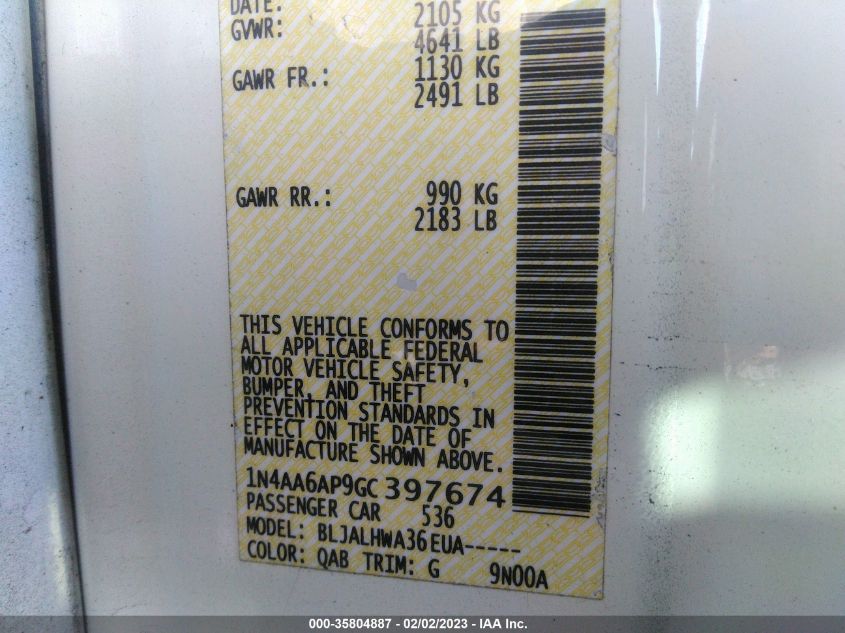 DATE:
GVWR: 2105 KG
4641 LB
GAWR FR.: 1130 KG
2491 LB
GAWR RR.: 990 KG
2183 LB
THIS VEHICLE CONFORMS TO
ALL APPLICABLE FEDERAL
MOTOR VEHICLE SAFETY,
BUMPER, AND THEFT
PREVENTION STANDARDS IN
EFFECT ON THE DATE OF
MANUFACTURE SHOWN ABOVE.
1N4AA6AP9GC397674
PASSENGER CAR 536
MODEL: BLJALHWA36EUA-----
COLOR: QAB TRIM: G 9N00A
000-35804887 - 02/02/2023 - IAA Inc.